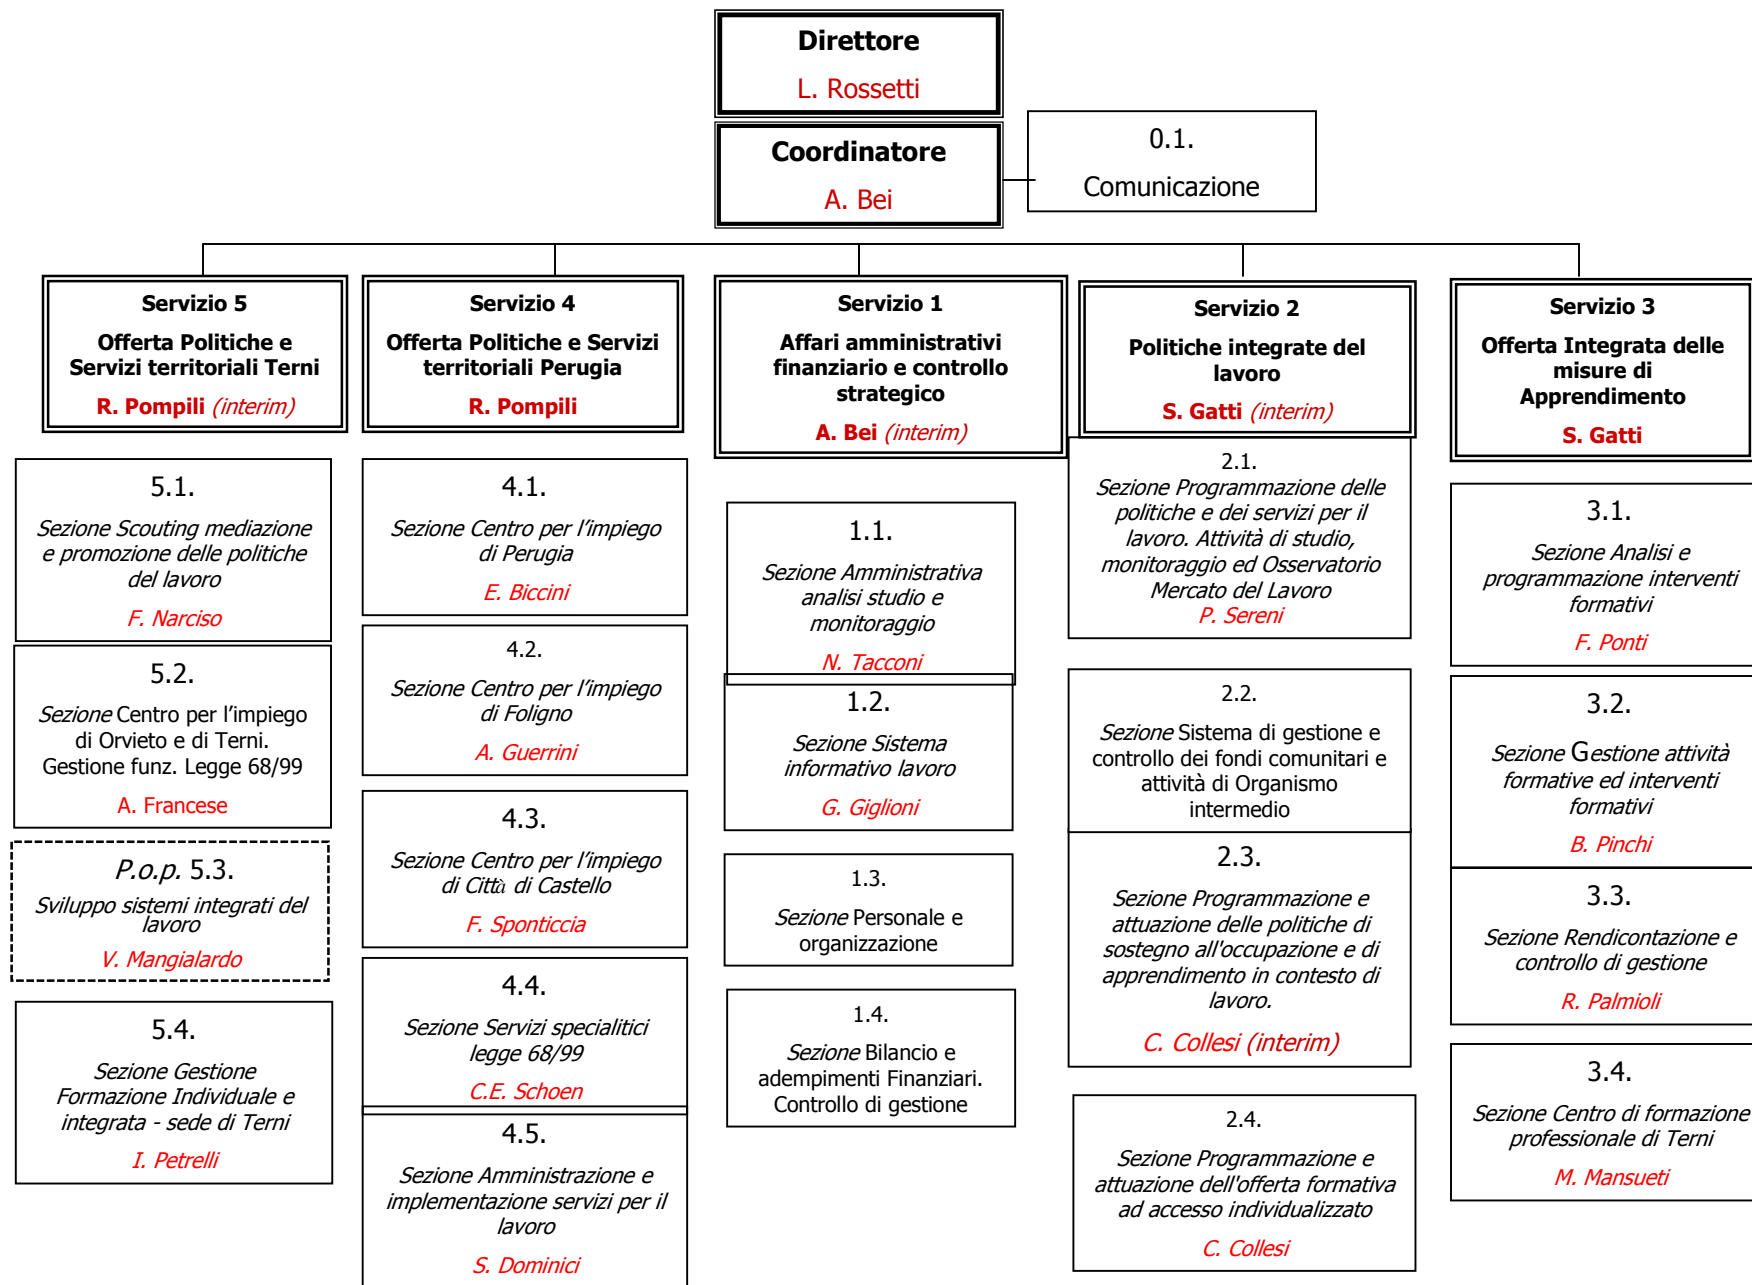 Direttore
L. Rossetti
Coordinatore
A. Bei
0.1.
Comunicazione
Servizio 5
Offerta Politiche e
Servizi territoriali Terni
R. Pompili (interim)
5.1.
Sezione Scouting mediazione
e promozione delle politiche
del lavoro
F. Narciso
5.2.
Sezione Centro per l'impiego
di Orvieto e di Terni.
Gestione funz. Legge 68/99
A. Francese
P.o.p. 5.3.
Sviluppo sistemi integrati del
lavoro
V. Mangialardo
5.4.
Sezione Gestione
Formazione Individuale e
integrata - sede di Terni
I. Petrelli
Servizio 4
Offerta Politiche e Servizi
territoriali Perugia
R. Pompili
4.1.
Sezione Centro per l'impiego
di Perugia
E. Biccini
4.2.
Sezione Centro per l'impiego
di Foligno
A. Guerrini
4.3.
Sezione Centro per l'impiego
di Città di Castello
F. Sponticcia
4.4.
Sezione Servizi specialitici
legge 68/99
C.E. Schoen
4.5.
Sezione Amministrazione e
implementazione servizi per il
lavoro
S. Dominici
Servizio 1
Affari amministrativi
finanziario e controllo
strategico
A. Bei (interim)
1.1.
Sezione Amministrativa
analisi studio e
monitoraggio
N. Tacconi
1.2.
Sezione Sistema
informativo lavoro
G. Giglioni
1.3.
Sezione Personale e
organizzazione
1.4.
Sezione Bilancio e
adempimenti Finanziari.
Controllo di gestione
Servizio 2
Politiche integrate del
lavoro
S. Gatti (interim)
2.1.
Sezione Programmazione delle
politiche e dei servizi per il
lavoro. Attività di studio,
monitoraggio ed Osservatorio
Mercato del Lavoro
P. Sereni
2.2.
Sezione Sistema di gestione e
controllo dei fondi comunitari e
attività di Organismo
intermedio
2.3.
Sezione Programmazione e
attuazione delle politiche di
sostegno all'occupazione e di
apprendimento in contesto di
lavoro.
C. Collesi (interim)
2.4.
Sezione Programmazione e
attuazione dell'offerta formativa
ad accesso individualizzato
C. Collesi
Servizio 3
Offerta Integrata delle
misure di
Apprendimento
S. Gatti
3.1.
Sezione Analisi e
programmazione interventi
formativi
F. Ponti
3.2.
Sezione Gestione attività
formative ed interventi
formativi
B. Pinchi
3.3.
Sezione Rendicontazione e
controllo di gestione
R. Palmioli
3.4.
Sezione Centro di formazione
professionale di Terni
M. Mansueti